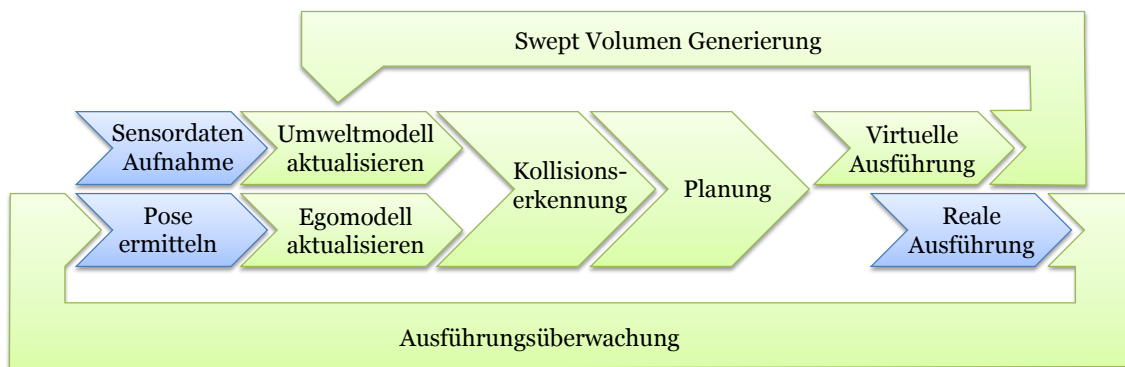 Swept Volumen Generierung
Sensordaten
Aufnahme
Umweltmodell
aktualisieren
Kollisions-
erkennung
Planung
Virtuelle
Ausführung
Pose
ermitteln
Egomodell
aktualisieren
Reale
Ausführung
Ausführungsüberwachung